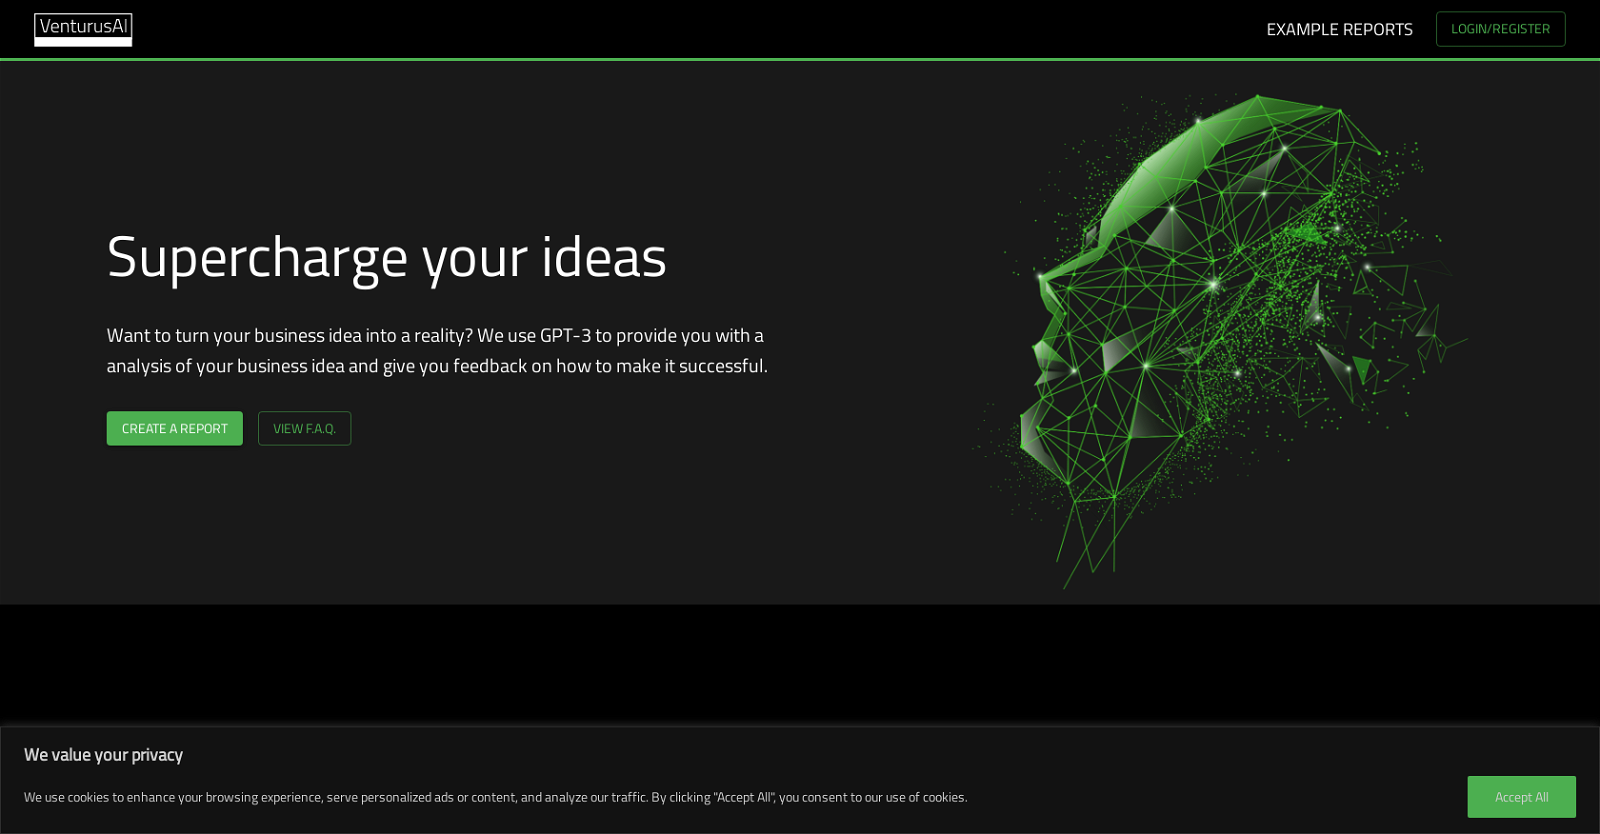 VenturusAI
EXAMPLE REPORTS
LOGIN/REGISTER
Supercharge your ideas
Want to turn your business idea into a reality? We use GPT-3 to provide you with a
analysis of your business idea and give you feedback on how to make it successful.
CREATE A REPORT
VIEW F.A.Q.
We value your privacy
We use cookies to enhance your browsing experience, serve personalized ads or content, and analyze our traffic. By clicking "Accept All", you consent to our use of cookies.
Accept All